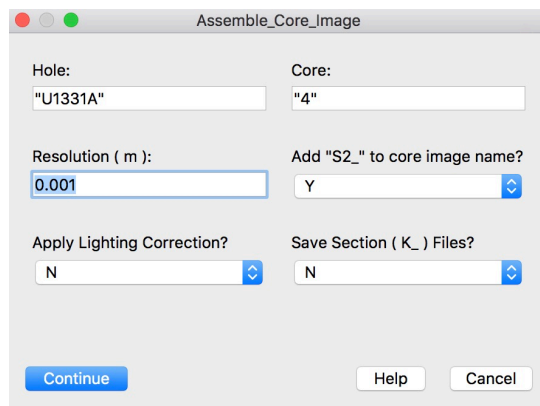 Assemble_Core_Image
Hole:
Core:
"U1331A"
"4"
Resolution ( m ):
Add "S2_" to core image name?
0.001
Y
Apply Lighting Correction?
Save Section ( K_ ) Files?
N
N
Continue
Help
Cancel